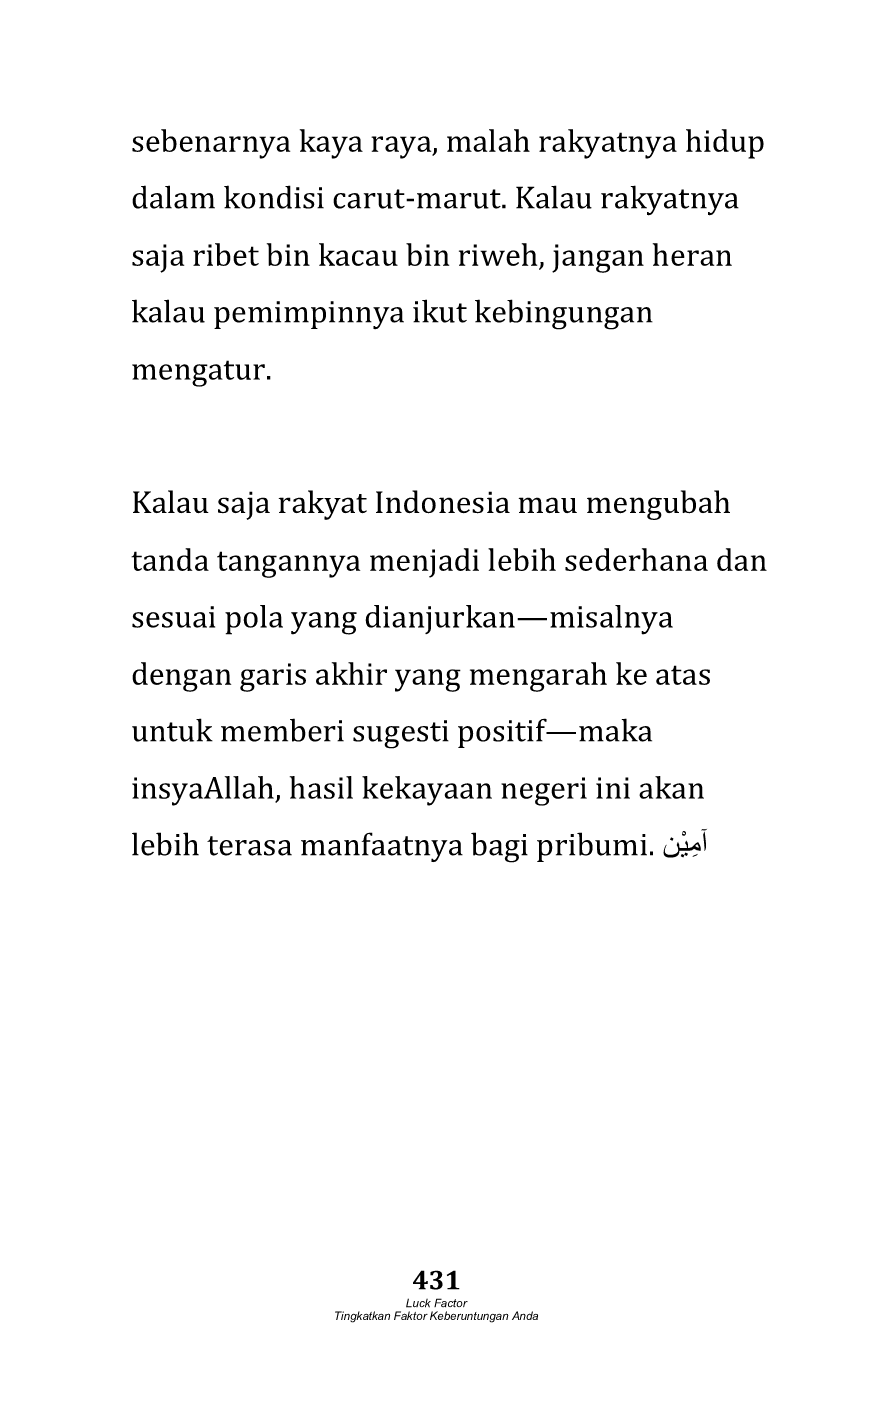 sebenarnya kaya raya, malah rakyatnya hidup
dalam kondisi carut-marut. Kalau rakyatnya
saja ribet bin kacau bin riweh, jangan heran
kalau pemimpinnya ikut kebingungan
mengatur.
Kalau saja rakyat Indonesia mau mengubah
tanda tangannya menjadi lebih sederhana dan
sesuai pola yang dianjurkan—misalnya
dengan garis akhir yang mengarah ke atas
untuk memberi sugesti positif—maka
insyaAllah, hasil kekayaan negeri ini akan
lebih terasa manfaatnya bagi pribumi. آمِيْن
431
Luck Factor
Tingkatkan Faktor Keberuntungan Anda